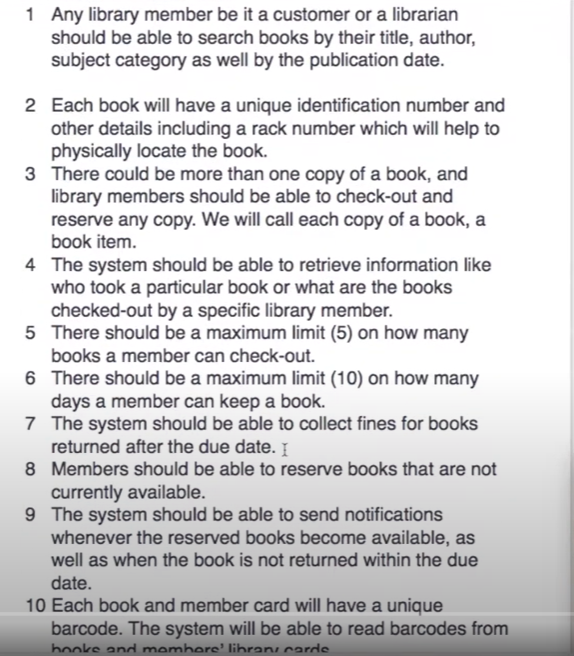 1 Any library member be it a customer or a librarian
should be able to search books by their title, author,
subject category as well by the publication date.
2 Each book will have a unique identification number and
other details including a rack number which will help to
physically locate the book.
3 There could be more than one copy of a book, and
library members should be able to check-out and
reserve any copy. We will call each copy of a book, a
book item.
4 The system should be able to retrieve information like
who took a particular book or what are the books
checked-out by a specific library member.
5 There should be a maximum limit (5) on how many
books a member can check-out.
6 There should be a maximum limit (10) on how many
days a member can keep a book.
7 The system should be able to collect fines for books
returned after the due date.
8 Members should be able to reserve books that are not
currently available.
9 The system should be able to send notifications
whenever the reserved books become available, as
well as when the book is not returned within the due
date.
10 Each book and member card will have a unique
barcode. The system will be able to read barcodes from
books and members' library cards